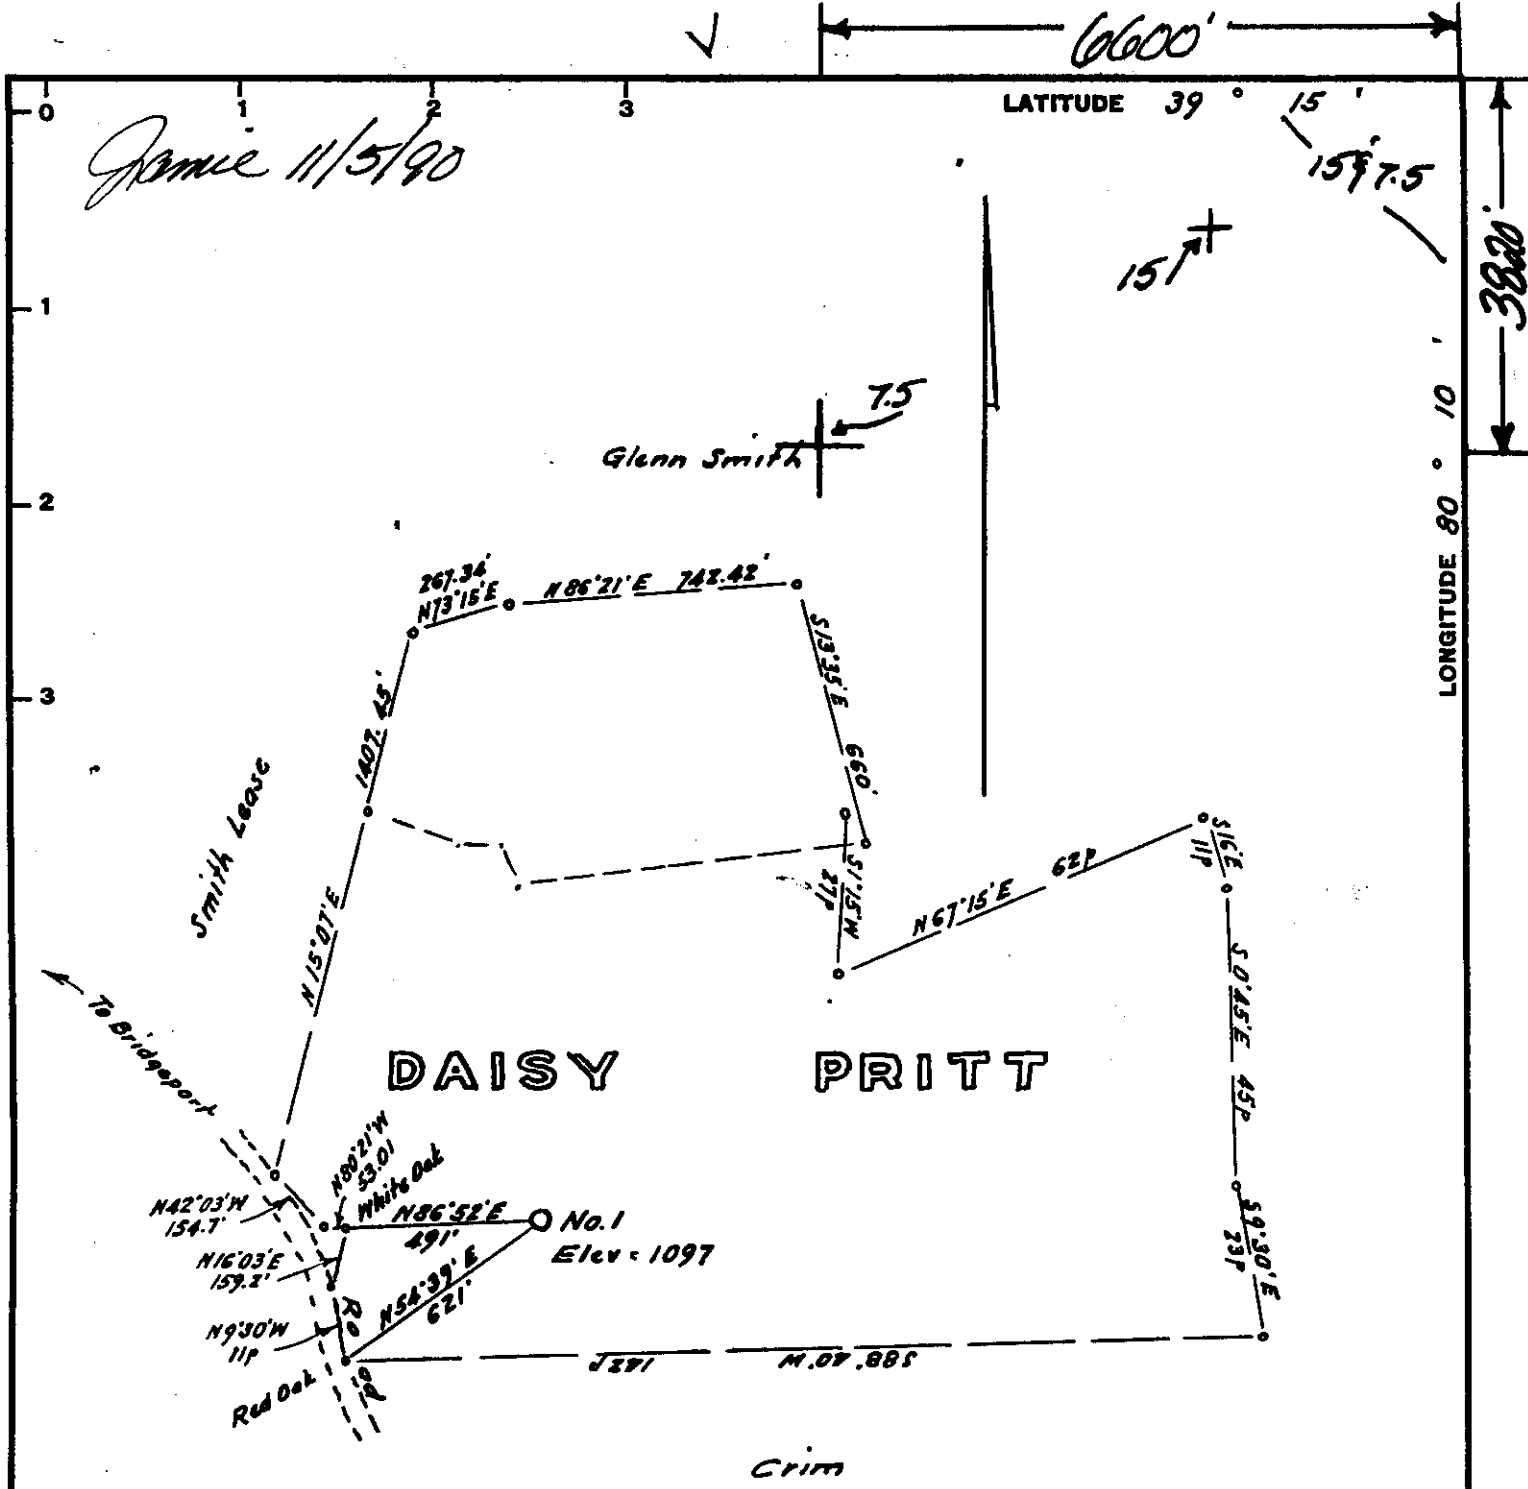 6600'
0 1 2 3
LATITUDE 39 ° 15 '
Jamie 11/5/90
15 7.5
3820'
15
1
7.5
Glenn Smith
2
LONGITUDE 80 ° 10 '
267.34'
N73°15'E
N86°21'E 742.42'
S13°35'E 660'
3
1407.45'
N15°07'E
Smith Lease
S1°15'W
27P
N67°15'E 62P
S16°E
11P
S0°45'E 45P
To Bridgeport
DAISY PRITT
N80°21'W
53.01
White Oak
N42°03'W
154.7'
N86°52'E
491'
No. 1
Elev = 1097
N16°03'E
159.2'
N54°39'E
621'
S9°30'E
23P
N9°30'W
11P
Road
S88°40'W 142P
Red Oak
Crim